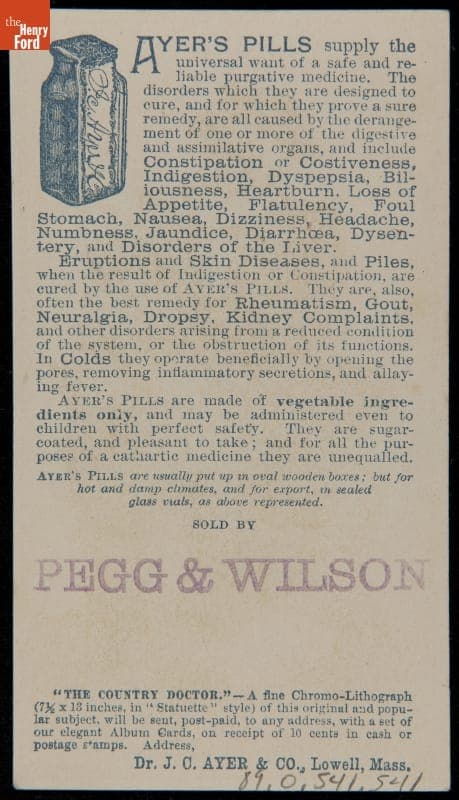 the
Henry
Ford
AYER'S PILLS supply the
universal want of a safe and re-
liable purgative medicine. The
disorders which they are designed to
cure, and for which they prove a sure
remedy, are all caused by the derange-
ment of one or more of the digestive
and assimilative organs, and include
Constipation or Costiveness,
Indigestion, Dyspepsia, Bil-
iousness, Heartburn, Loss of
Appetite, Flatulency, Foul
Stomach, Nausea, Dizziness, Headache,
Numbness, Jaundice, Diarrhœa, Dysen-
tery, and Disorders of the Liver.
Eruptions and Skin Diseases, and Piles,
when the result of Indigestion or Constipation, are
cured by the use of AYER'S PILLS. They are, also,
often the best remedy for Rheumatism, Gout,
Neuralgia, Dropsy, Kidney Complaints,
and other disorders arising from a reduced condition
of the system, or the obstruction of its functions.
In Colds they operate beneficially by opening the
pores, removing inflammatory secretions, and allay-
ing fever.
AYER'S PILLS are made of vegetable ingre-
dients only, and may be administered even to
children with perfect safety. They are sugar-
coated, and pleasant to take; and for all the pur-
poses of a cathartic medicine they are unequalled.
AYER'S PILLS are usually put up in oval wooden boxes; but for
hot and damp climates, and for export, in sealed
glass vials, as above represented.
SOLD BY
PEGG & WILSON
"THE COUNTRY DOCTOR."—A fine Chromo-Lithograph
(7½ x 13 inches, in "Statuette" style) of this original and popu-
lar subject, will be sent, post-paid, to any address, with a set of
our elegant Album Cards, on receipt of 10 cents in cash or
postage stamps. Address,
Dr. J. C. AYER & CO., Lowell, Mass.
89.0.541.541